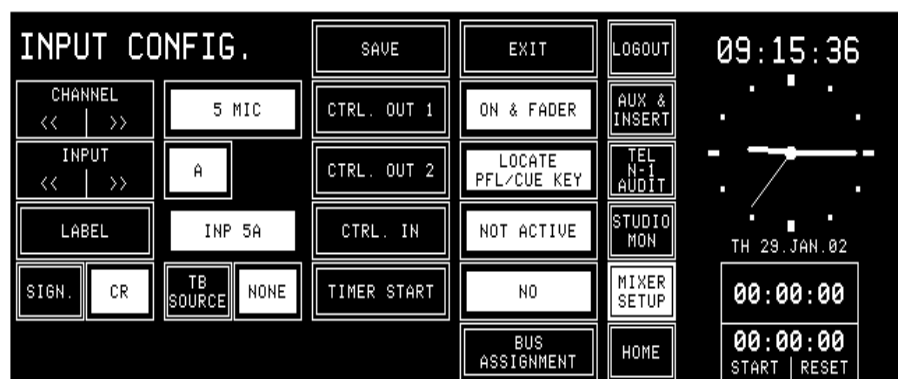 INPUT CONFIG.
SAVE
EXIT
LOGOUT
09:15:36
CHANNEL
<< | >>
5 MIC
CTRL. OUT 1
ON & FADER
AUX &
INSERT
INPUT
<< | >>
A
CTRL. OUT 2
LOCATE
PFL/CUE KEY
TEL
N-1
AUDIT
LABEL
INP 5A
CTRL. IN
NOT ACTIVE
STUDIO
MON
TH 29.JAN.02
SIGN.
CR
TB
SOURCE
NONE
TIMER START
NO
MIXER
SETUP
00:00:00
BUS
ASSIGNMENT
HOME
00:00:00
START | RESET